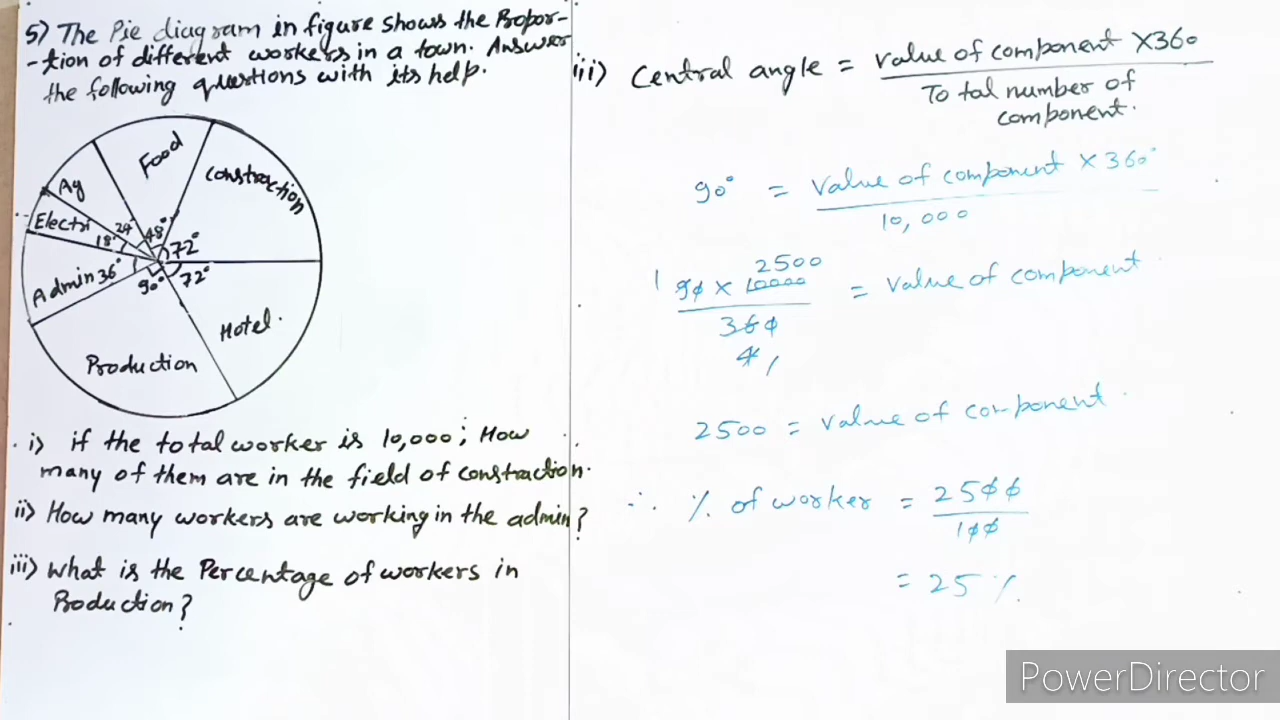 5) The Pie diagram in figure shows the Propor-
-tion of different workers in a town. Answer
the following questions with its help.
Food
Constraction
Ag
Electri
24°
48°
18°
72°
Admin 36°
90°
72°
Hotel.
Production
i) if the total worker is 10,000; How
many of them are in the field of constraction.
ii) How many workers are working in the admin?
iii) What is the Percentage of workers in
Production?
iii) Central angle = value of component X360
To tal number of
component.
90° = value of component X 360°
10,000
1 2500
90 X 10000 = value of component
360
4
2500 = value of component.
∴ % of worker = 2500
100
= 25 %
PowerDirector